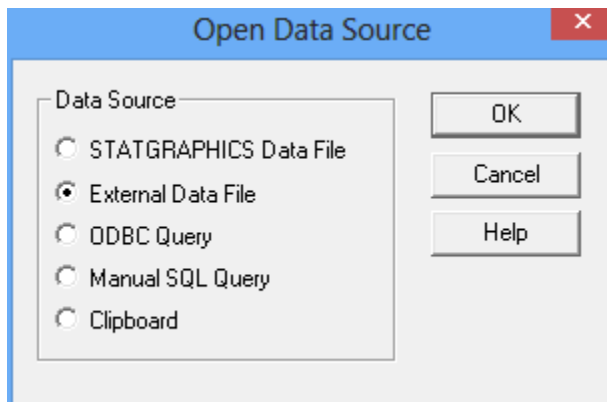 Open Data Source
Data Source
STATGRAPHICS Data File
External Data File
ODBC Query
Manual SQL Query
Clipboard
OK
Cancel
Help